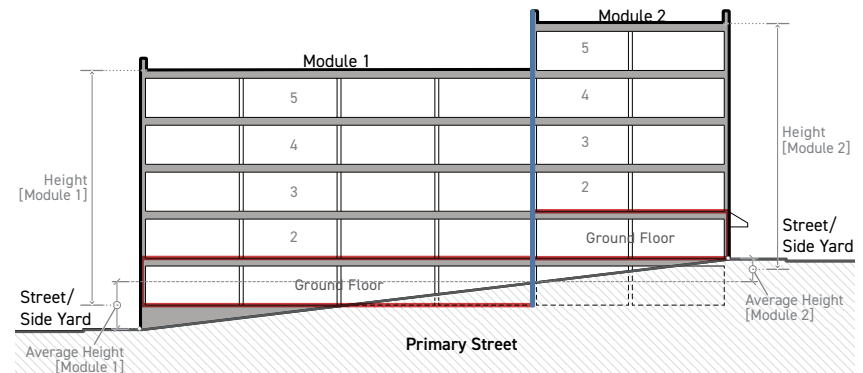 Module 2
Module 1
5
5
4
4
3
3
2
2
Height
[Module 1]
Height
[Module 2]
Ground Floor
Ground Floor
Street/
Side Yard
Street/
Side Yard
Average Height
[Module 2]
Average Height
[Module 1]
Primary Street